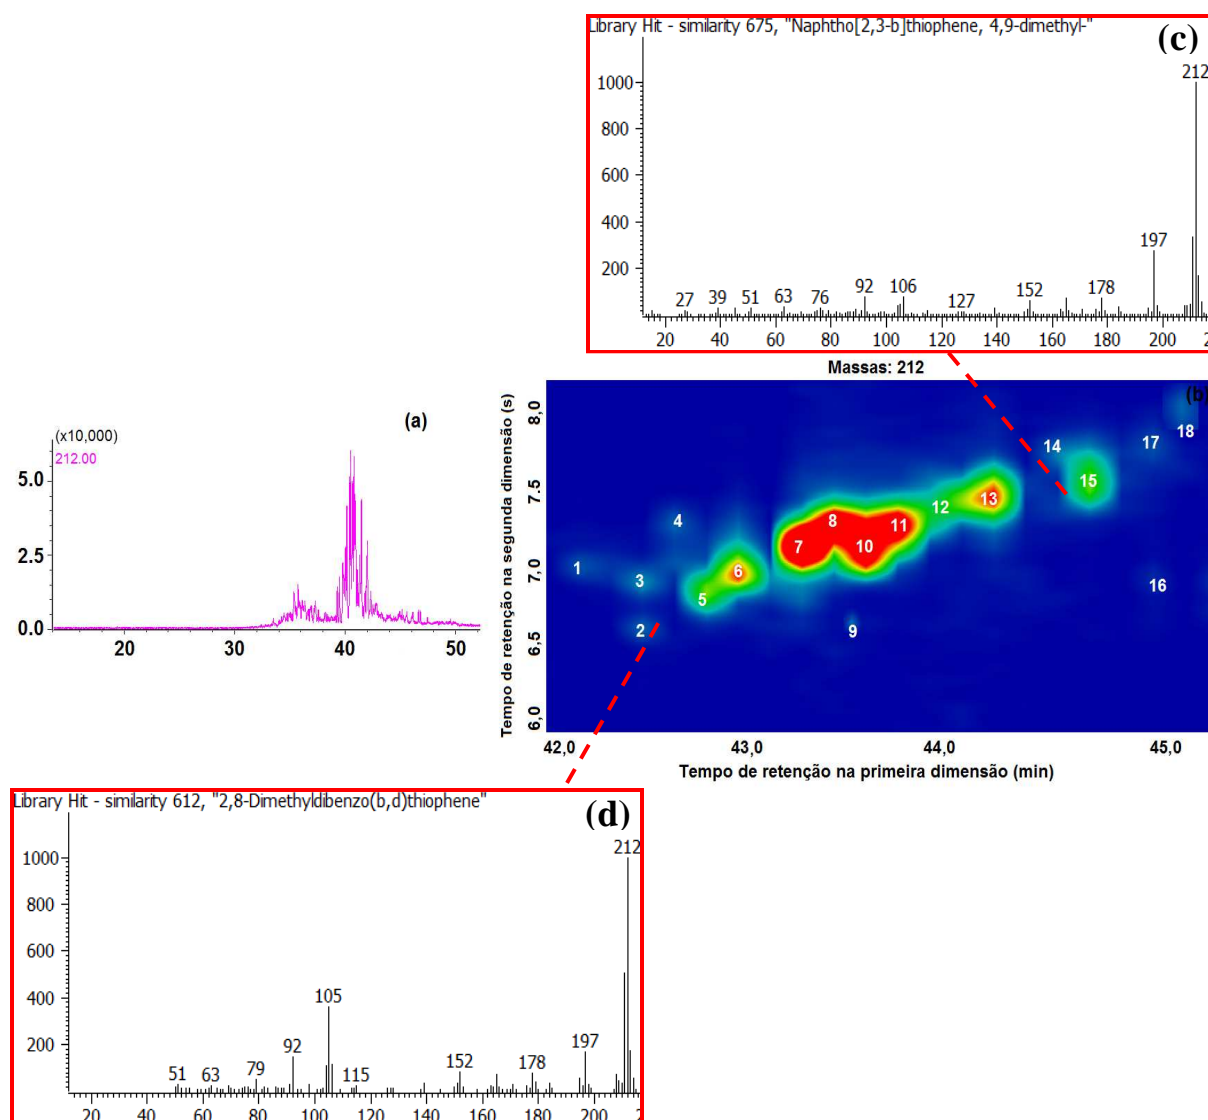 Library Hit - similarity 675, "Naphtho[2,3-b]thiophene, 4,9-dimethyl-"
(c)
212
1000
800
600
400
200
197
27 39 51 63 76 92 106 127 152 178
20 40 60 80 100 120 140 160 180 200
Massas: 212
(a)
(x10,000)
212.00
5.0
2.5
0.0
20 30 40 50
(b)
Tempo de retenção na segunda dimensão (s)
8,0
7.5
7,0
6,5
6,0
1
2
3
4
5
6
7
8
9
10
11
12
13
14
15
16
17
18
42,0 43,0 44,0 45,0
Tempo de retenção na primeira dimensão (min)
Library Hit - similarity 612, "2,8-Dimethyldibenzo(b,d)thiophene"
(d)
212
1000
800
600
400
200
105
197
51 63 79 92 115 152 178
20 40 60 80 100 120 140 160 180 200